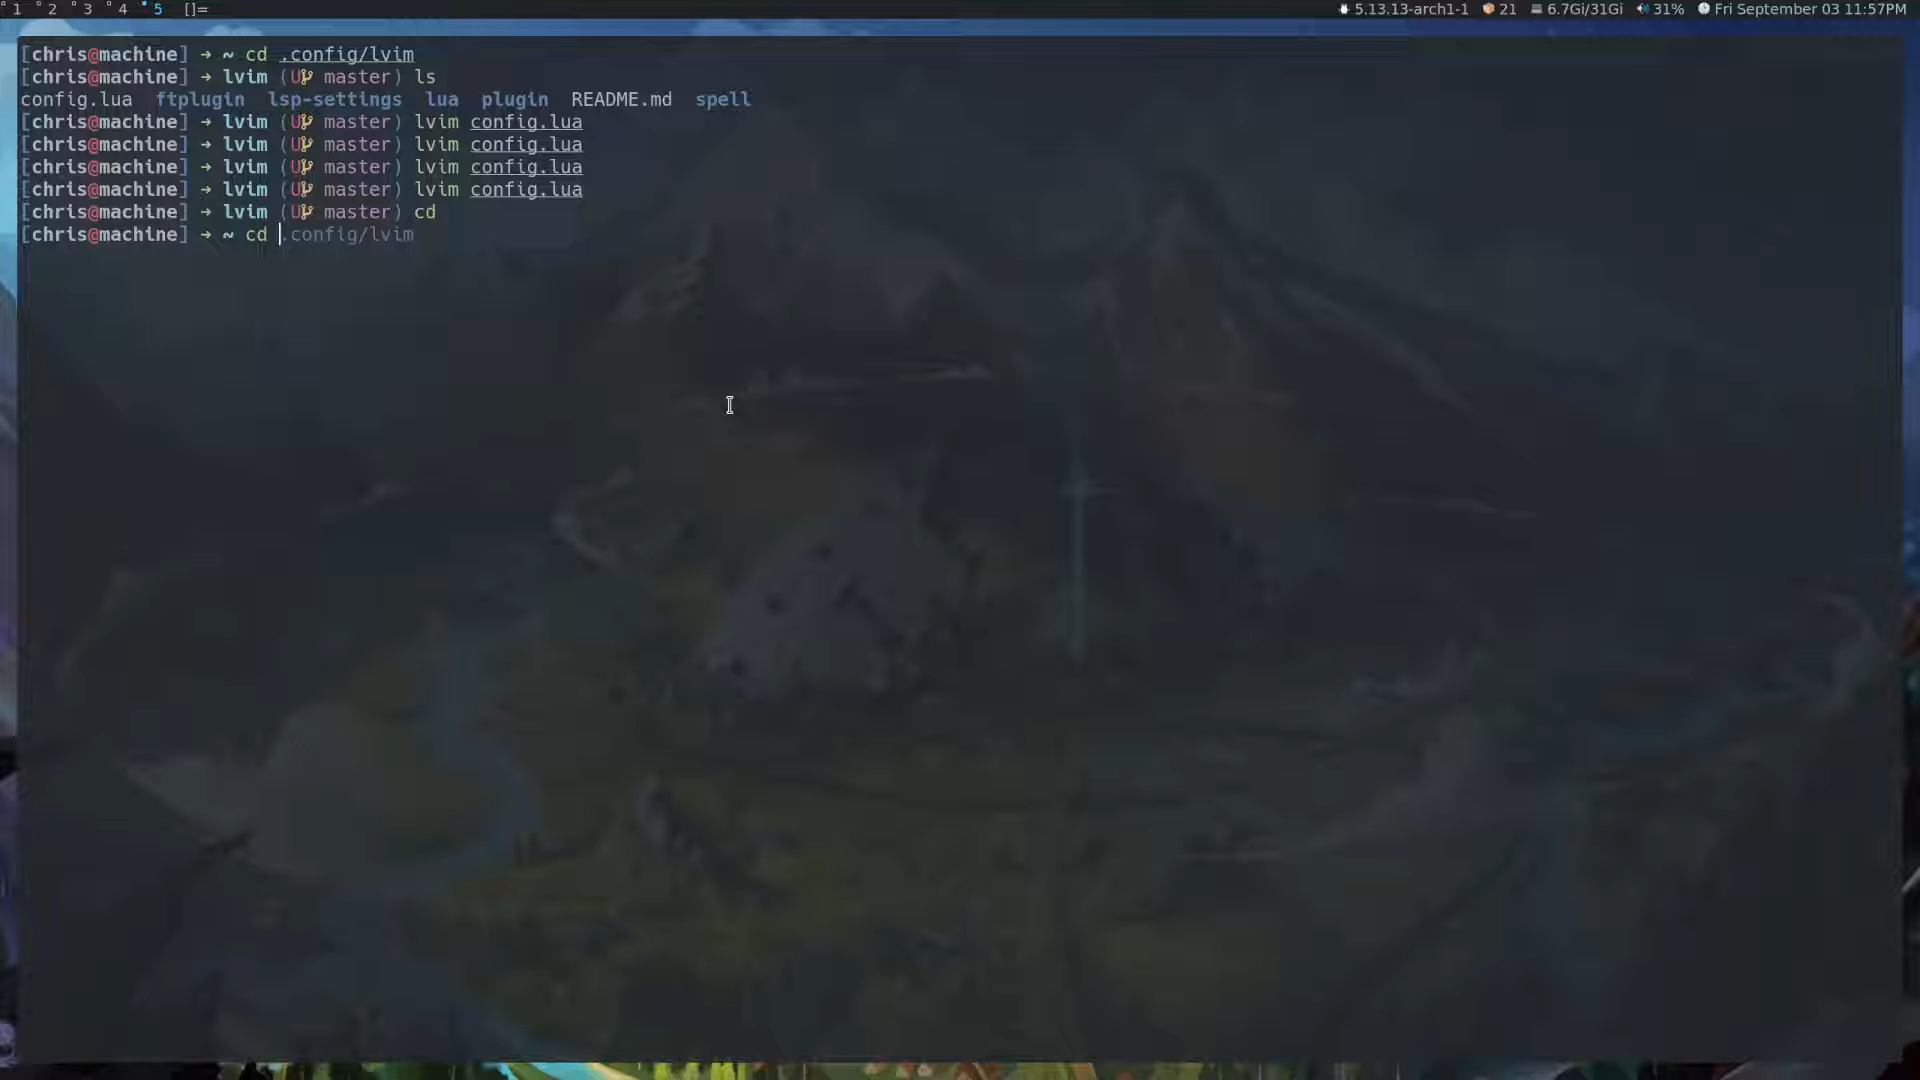 1 2 3 4 5 []= 5.13.13-arch1-1 21 6.7Gi/31Gi 31% Fri September 03 11:57PM
[chris@machine] → ~ cd .config/lvim
[chris@machine] → lvim (U master) ls
config.lua ftplugin lsp-settings lua plugin README.md spell
[chris@machine] → lvim (U master) lvim config.lua
[chris@machine] → lvim (U master) lvim config.lua
[chris@machine] → lvim (U master) lvim config.lua
[chris@machine] → lvim (U master) lvim config.lua
[chris@machine] → lvim (U master) cd
[chris@machine] → ~ cd .config/lvim